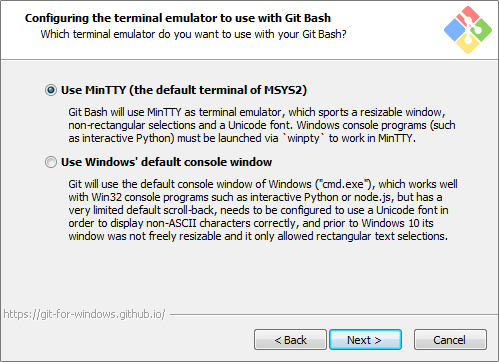 Configuring the terminal emulator to use with Git Bash
Which terminal emulator do you want to use with your Git Bash?
Use MinTTY (the default terminal of MSYS2)
Git Bash will use MinTTY as terminal emulator, which sports a resizable window,
non-rectangular selections and a Unicode font. Windows console programs (such
as interactive Python) must be launched via `winpty` to work in MinTTY.
Use Windows' default console window
Git will use the default console window of Windows ("cmd.exe"), which works well
with Win32 console programs such as interactive Python or node.js, but has a
very limited default scroll-back, needs to be configured to use a Unicode font in
order to display non-ASCII characters correctly, and prior to Windows 10 its
window was not freely resizable and it only allowed rectangular text selections.
https://git-for-windows.github.io/
< Back
Next >
Cancel